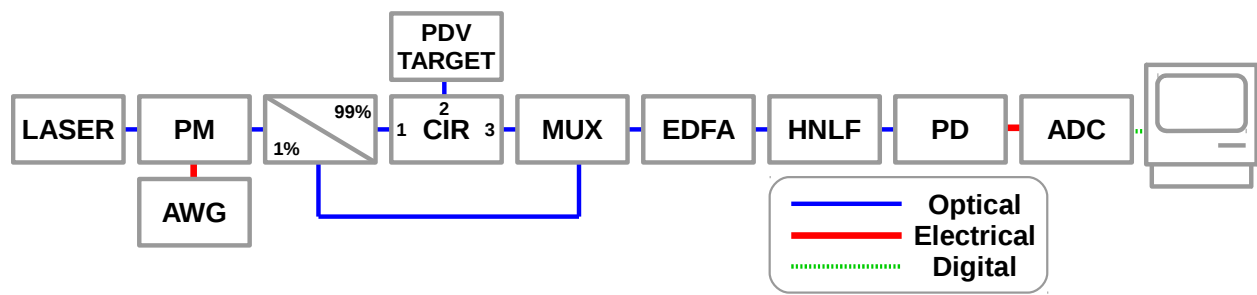 PDV
TARGET
LASER
PM
99%
1%
1
2
CIR
3
MUX
EDFA
HNLF
PD
ADC
AWG
Optical
Electrical
Digital